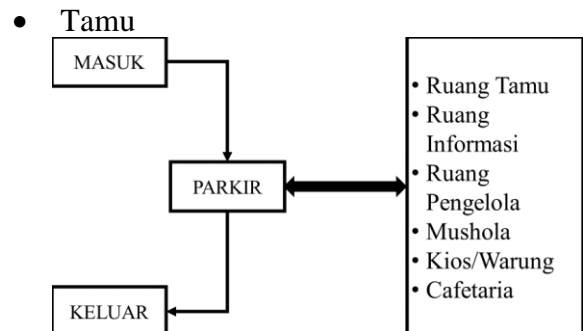 • Tamu
MASUK
PARKIR
KELUAR
• Ruang Tamu
• Ruang
Informasi
• Ruang
Pengelola
• Mushola
• Kios/Warung
• Cafetaria